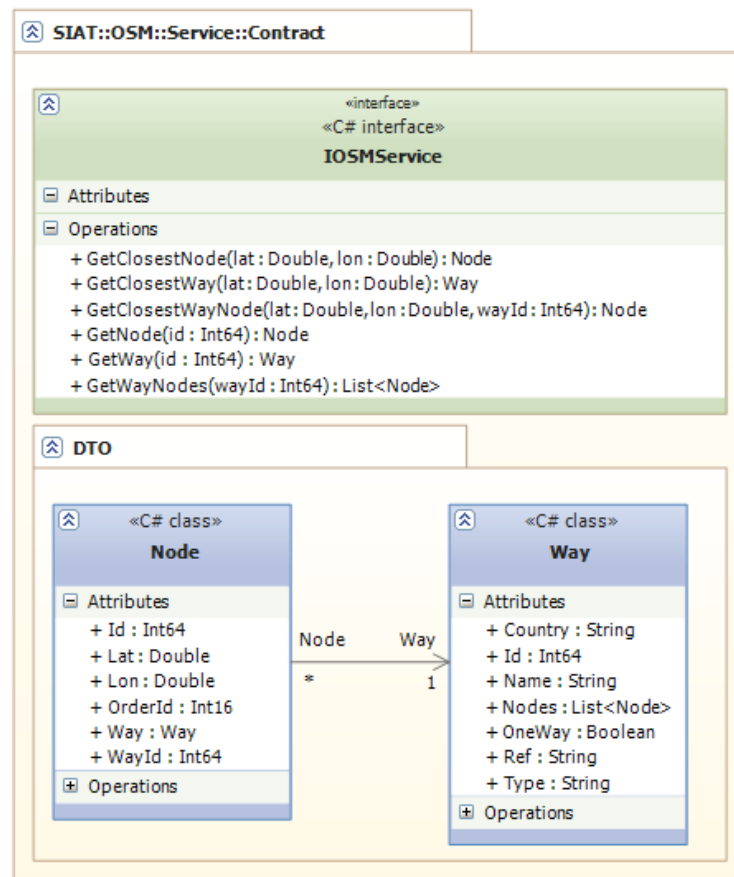 SIAT::OSM::Service::Contract
«interface»
«C# interface»
IOSMService
Attributes
Operations
+ GetClosestNode(lat : Double, lon : Double) : Node
+ GetClosestWay(lat : Double, lon : Double) : Way
+ GetClosestWayNode(lat : Double, lon : Double, wayId : Int64) : Node
+ GetNode(id : Int64) : Node
+ GetWay(id : Int64) : Way
+ GetWayNodes(wayId : Int64) : List<Node>
DTO
«C# class»
Node
Attributes
+ Id : Int64
+ Lat : Double
+ Lon : Double
+ OrderId : Int16
+ Way : Way
+ WayId : Int64
Operations
Node
Way
*
1
«C# class»
Way
Attributes
+ Country : String
+ Id : Int64
+ Name : String
+ Nodes : List<Node>
+ OneWay : Boolean
+ Ref : String
+ Type : String
Operations